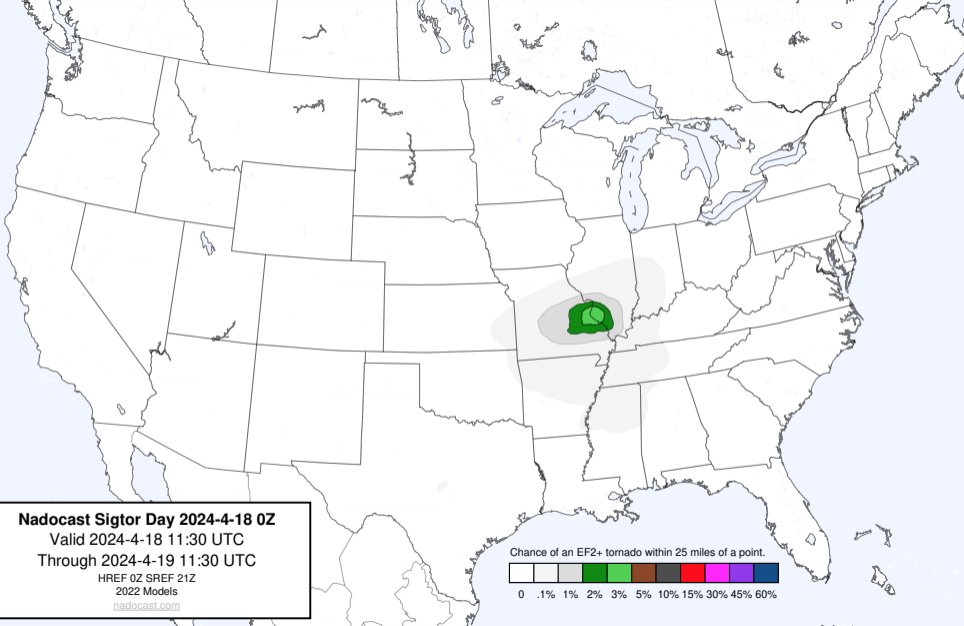 Nadocast Sigtor Day 2024-4-18 0Z
Valid 2024-4-18 11:30 UTC
Through 2024-4-19 11:30 UTC
HREF 0Z SREF 21Z
2022 Models
nadocast.com
Chance of an EF2+ tornado within 25 miles of a point.
0 .1% 1% 2% 3% 5% 10% 15% 30% 45% 60%